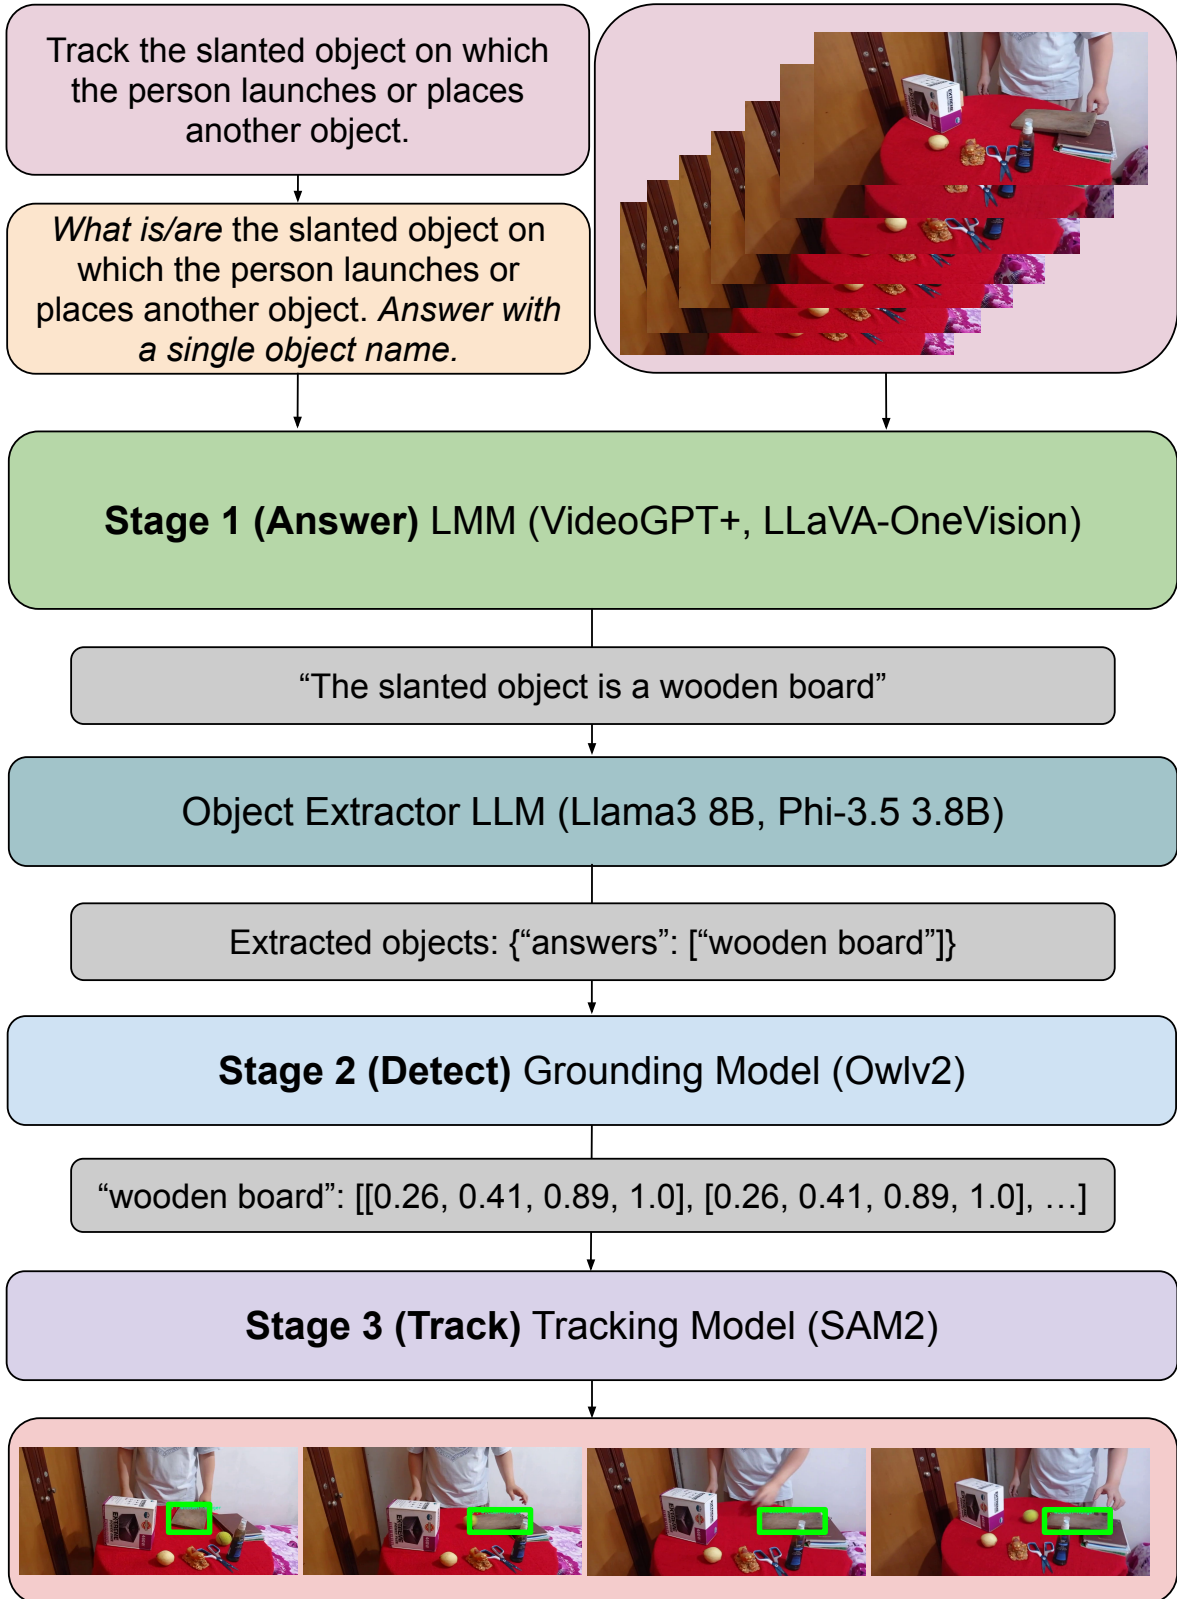 Track the slanted object on which
the person launches or places
another object.
What is/are the slanted object on
which the person launches or
places another object. Answer with
a single object name.
Stage 1 (Answer) LMM (VideoGPT+, LLaVA-OneVision)
“The slanted object is a wooden board”
Object Extractor LLM (Llama3 8B, Phi-3.5 3.8B)
Extracted objects: {“answers”: [“wooden board”]}
Stage 2 (Detect) Grounding Model (Owlv2)
“wooden board”: [[0.26, 0.41, 0.89, 1.0], [0.26, 0.41, 0.89, 1.0], …]
Stage 3 (Track) Tracking Model (SAM2)